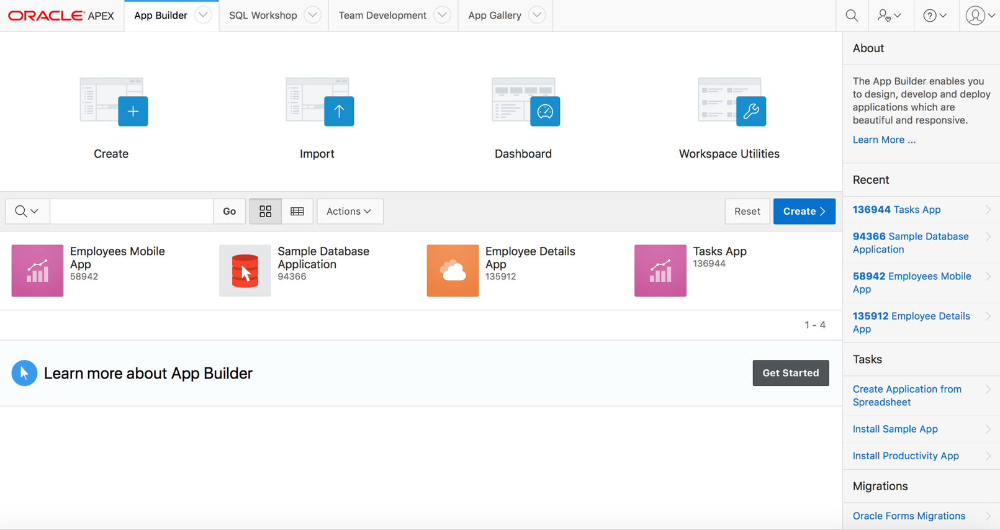 ORACLE® APEX
App Builder
SQL Workshop
Team Development
App Gallery
Create
Import
Dashboard
Workspace Utilities
Go
Actions
Reset
Create
Employees Mobile
App
58942
Sample Database
Application
94366
Employee Details
App
135912
Tasks App
136944
1 - 4
Learn more about App Builder
Get Started
About
The App Builder enables you
to design, develop and deploy
applications which are
beautiful and responsive.
Learn More ...
Recent
136944 Tasks App
94366 Sample Database
Application
58942 Employees Mobile
App
135912 Employee Details
App
Tasks
Create Application from
Spreadsheet
Install Sample App
Install Productivity App
Migrations
Oracle Forms Migrations